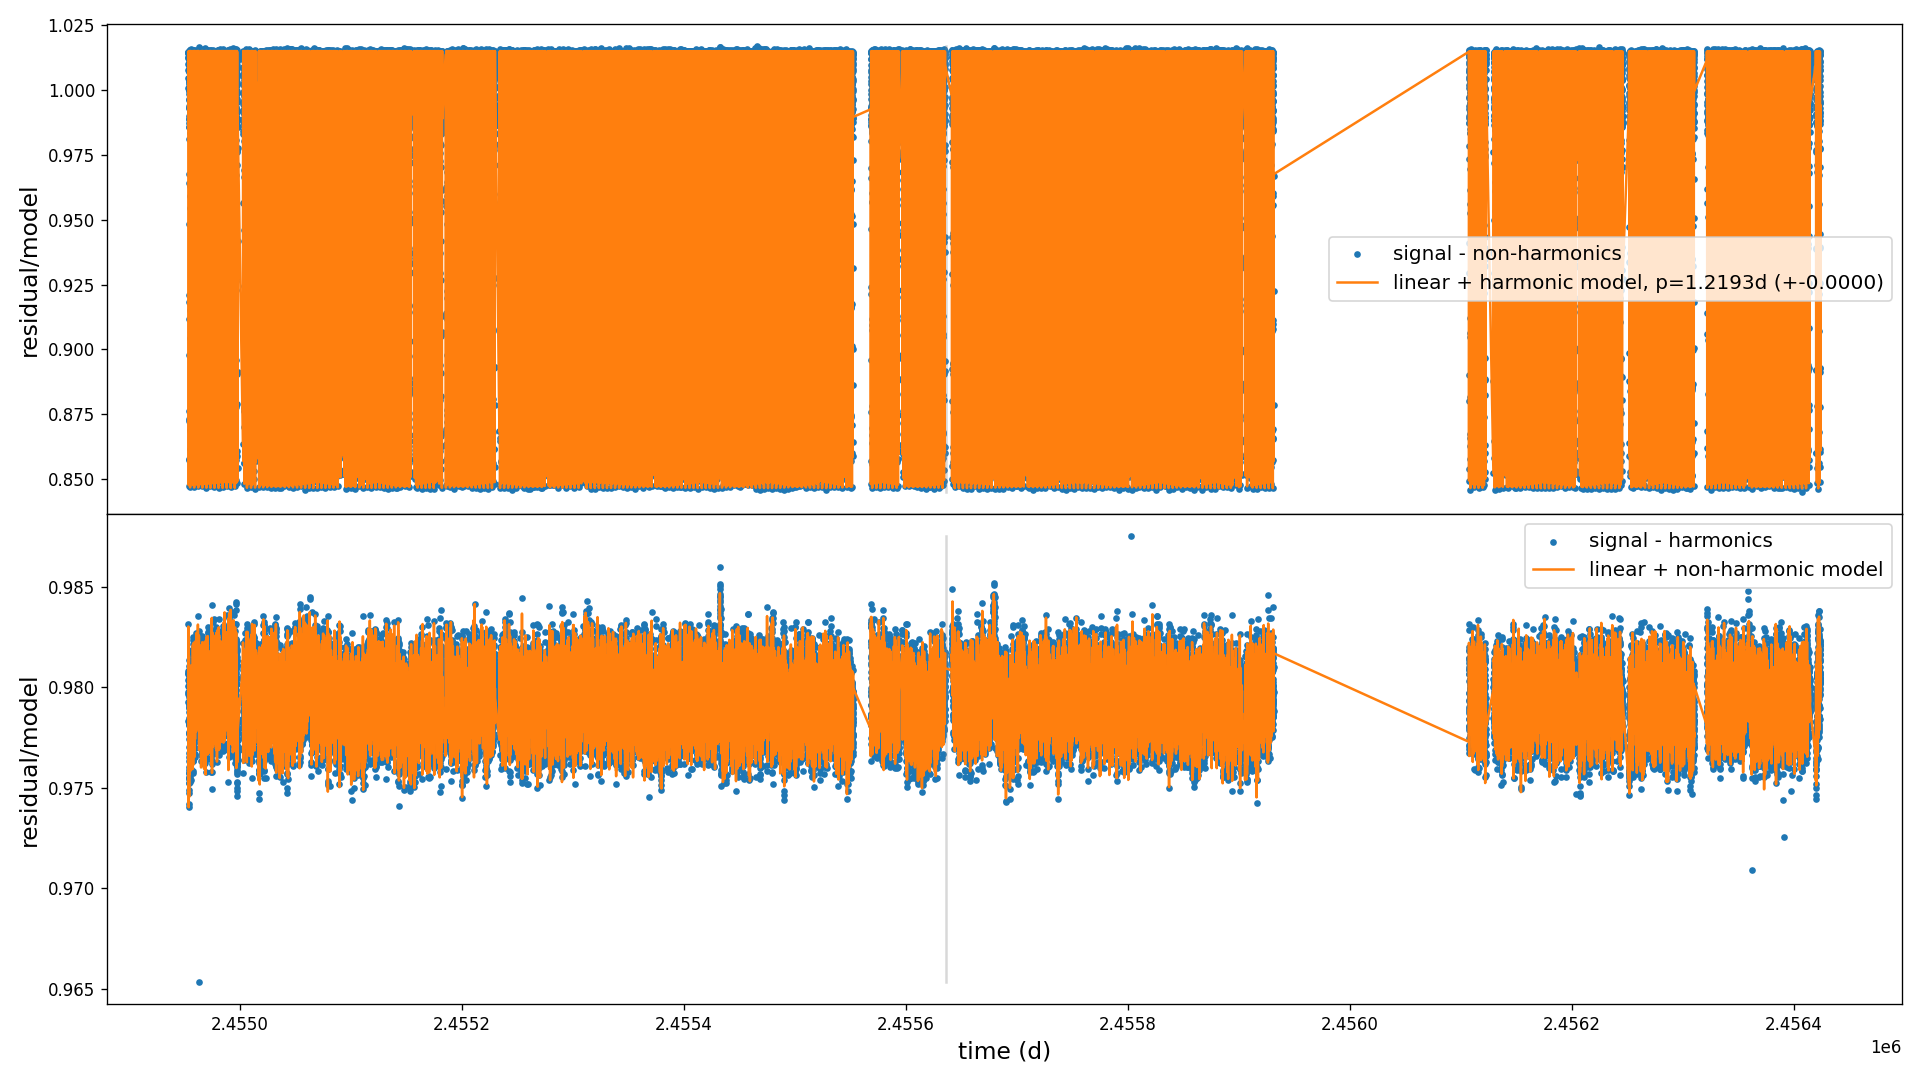 1.025
1.000
0.975
0.950
0.925
0.900
0.875
0.850
residual/model
signal - non-harmonics
linear + harmonic model, p=1.2193d (+-0.0000)
0.985
0.980
0.975
0.970
0.965
residual/model
signal - harmonics
linear + non-harmonic model
2.4550 2.4552 2.4554 2.4556 2.4558 2.4560 2.4562 2.4564
1e6
time (d)